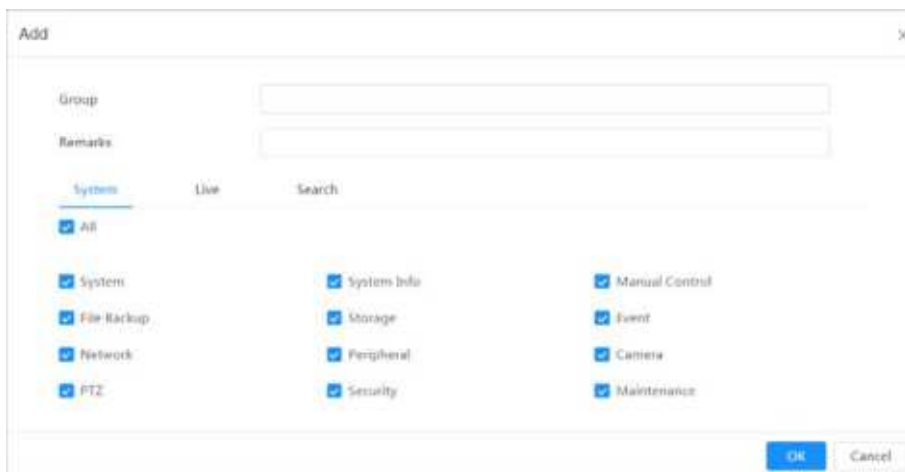 Add
Group
Remarks
System Live Search
All
System System Info Manual Control
File Backup Storage Event
Network Peripheral Camera
PTZ Security Maintenance
OK Cancel